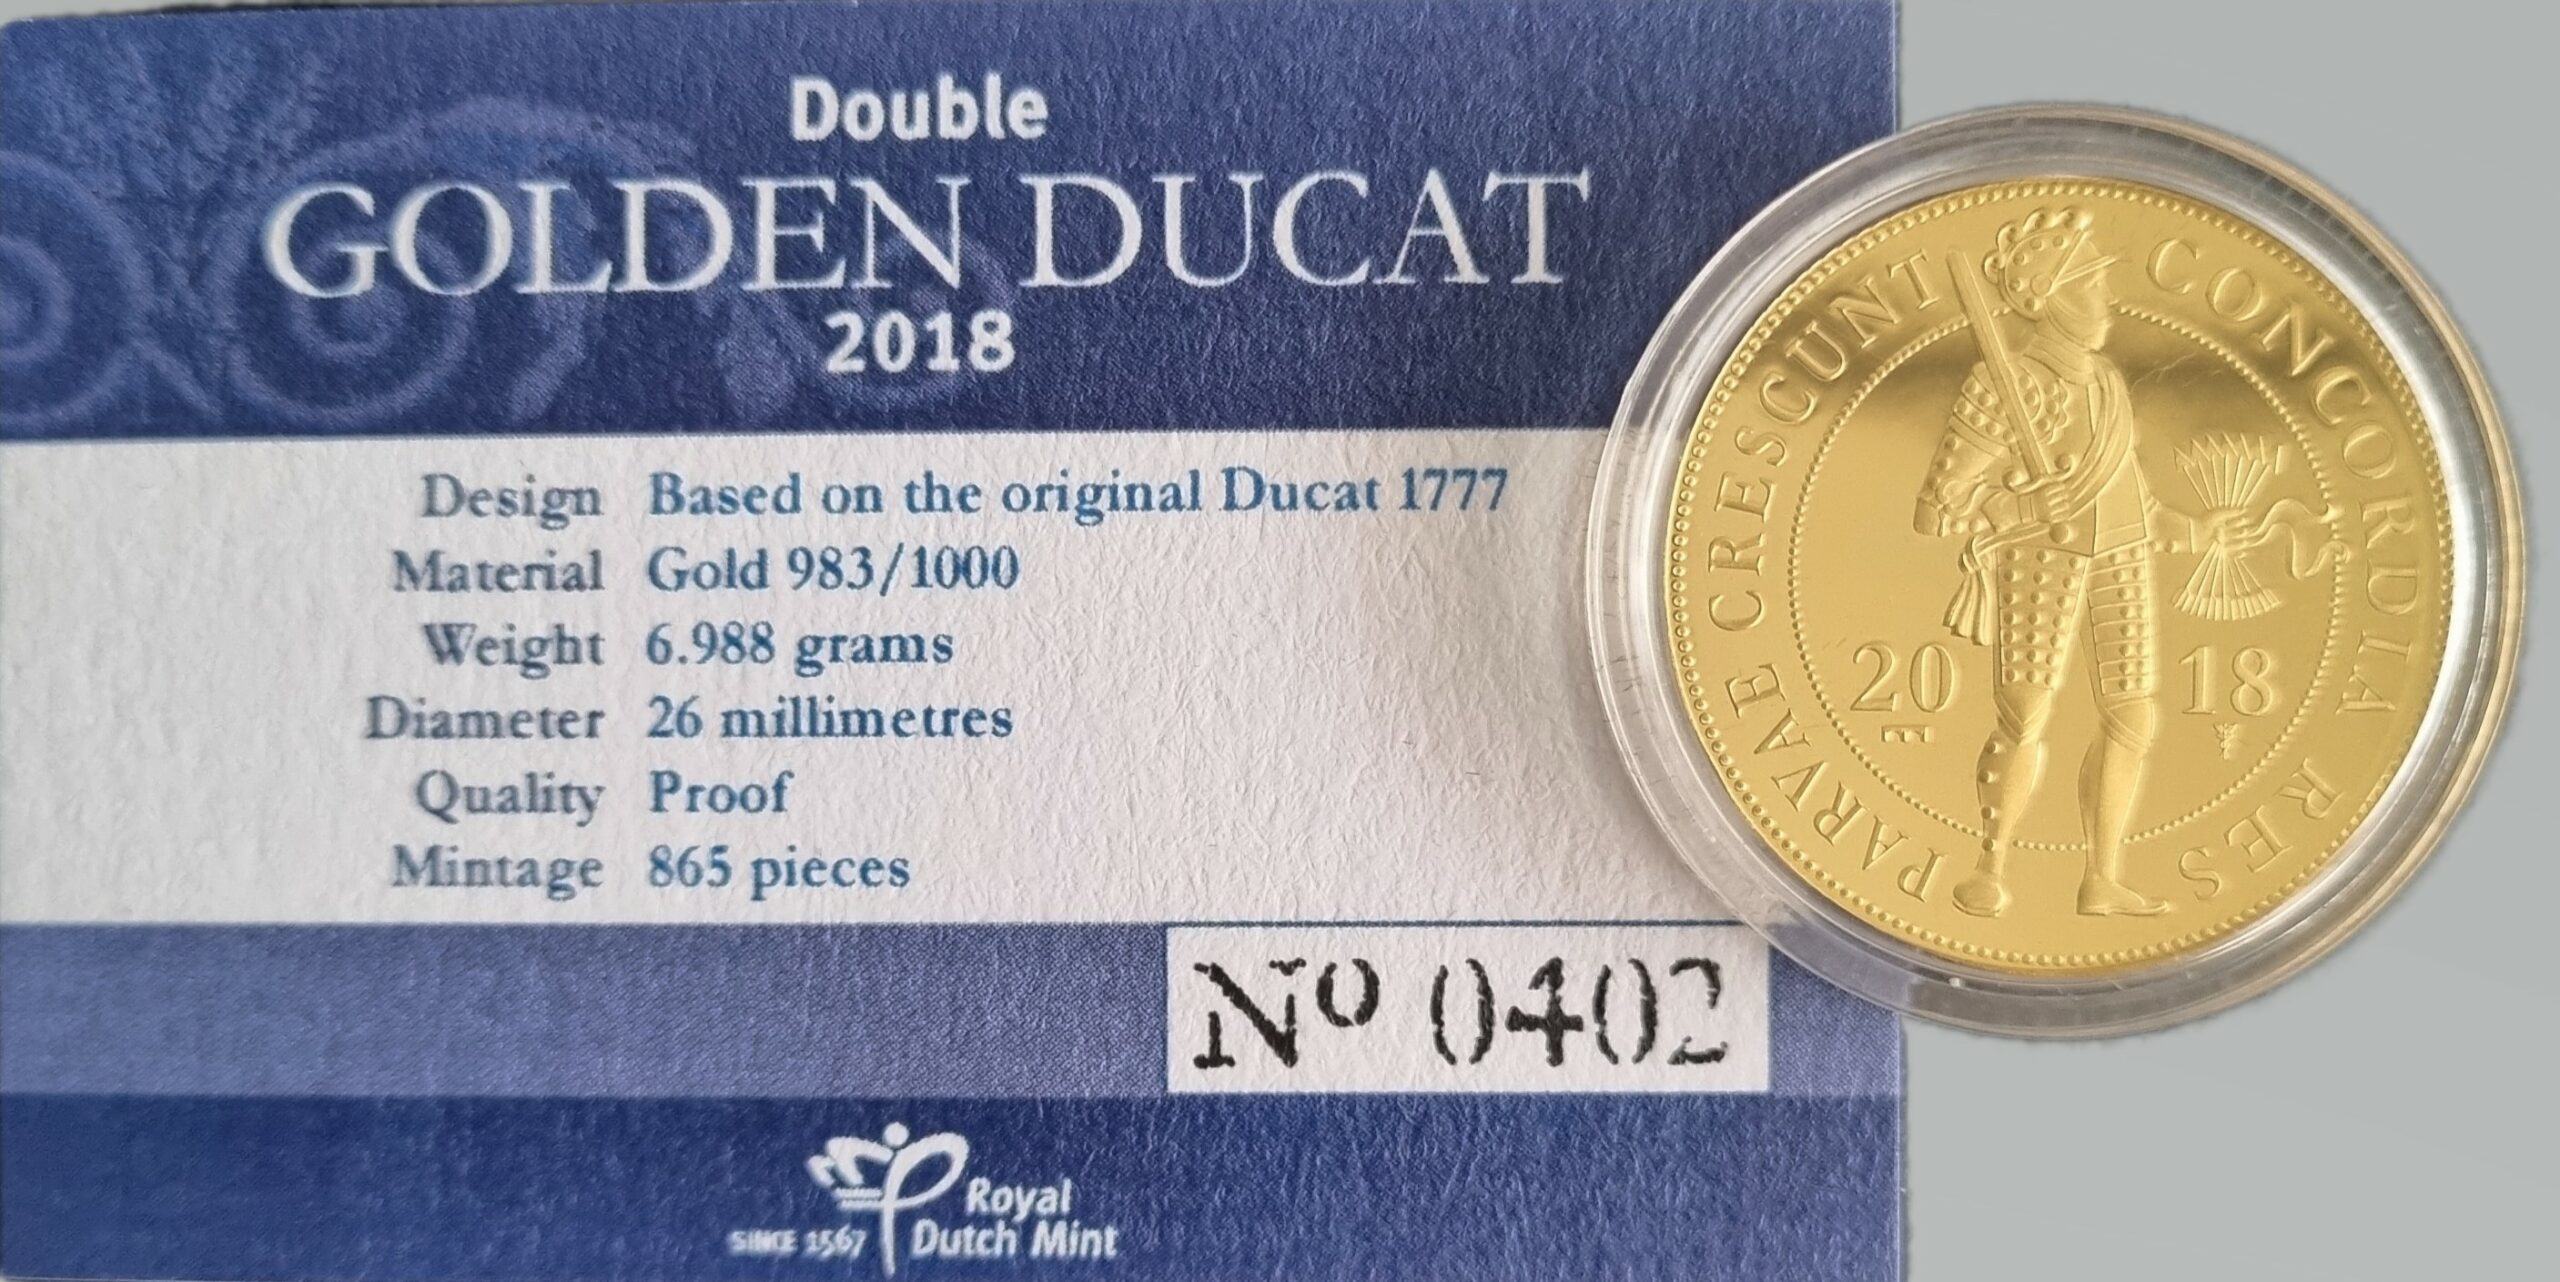 Double
GOLDEN DUCAT
2018
Design Based on the original Ducat 1777
Material Gold 983/1000
Weight 6.988 grams
Diameter 26 millimetres
Quality Proof
Mintage 865 pieces
Nº 0402
SINCE 1567 Royal
Dutch Mint
CONCORDIA RES PARVAE CRESCUNT
20 18